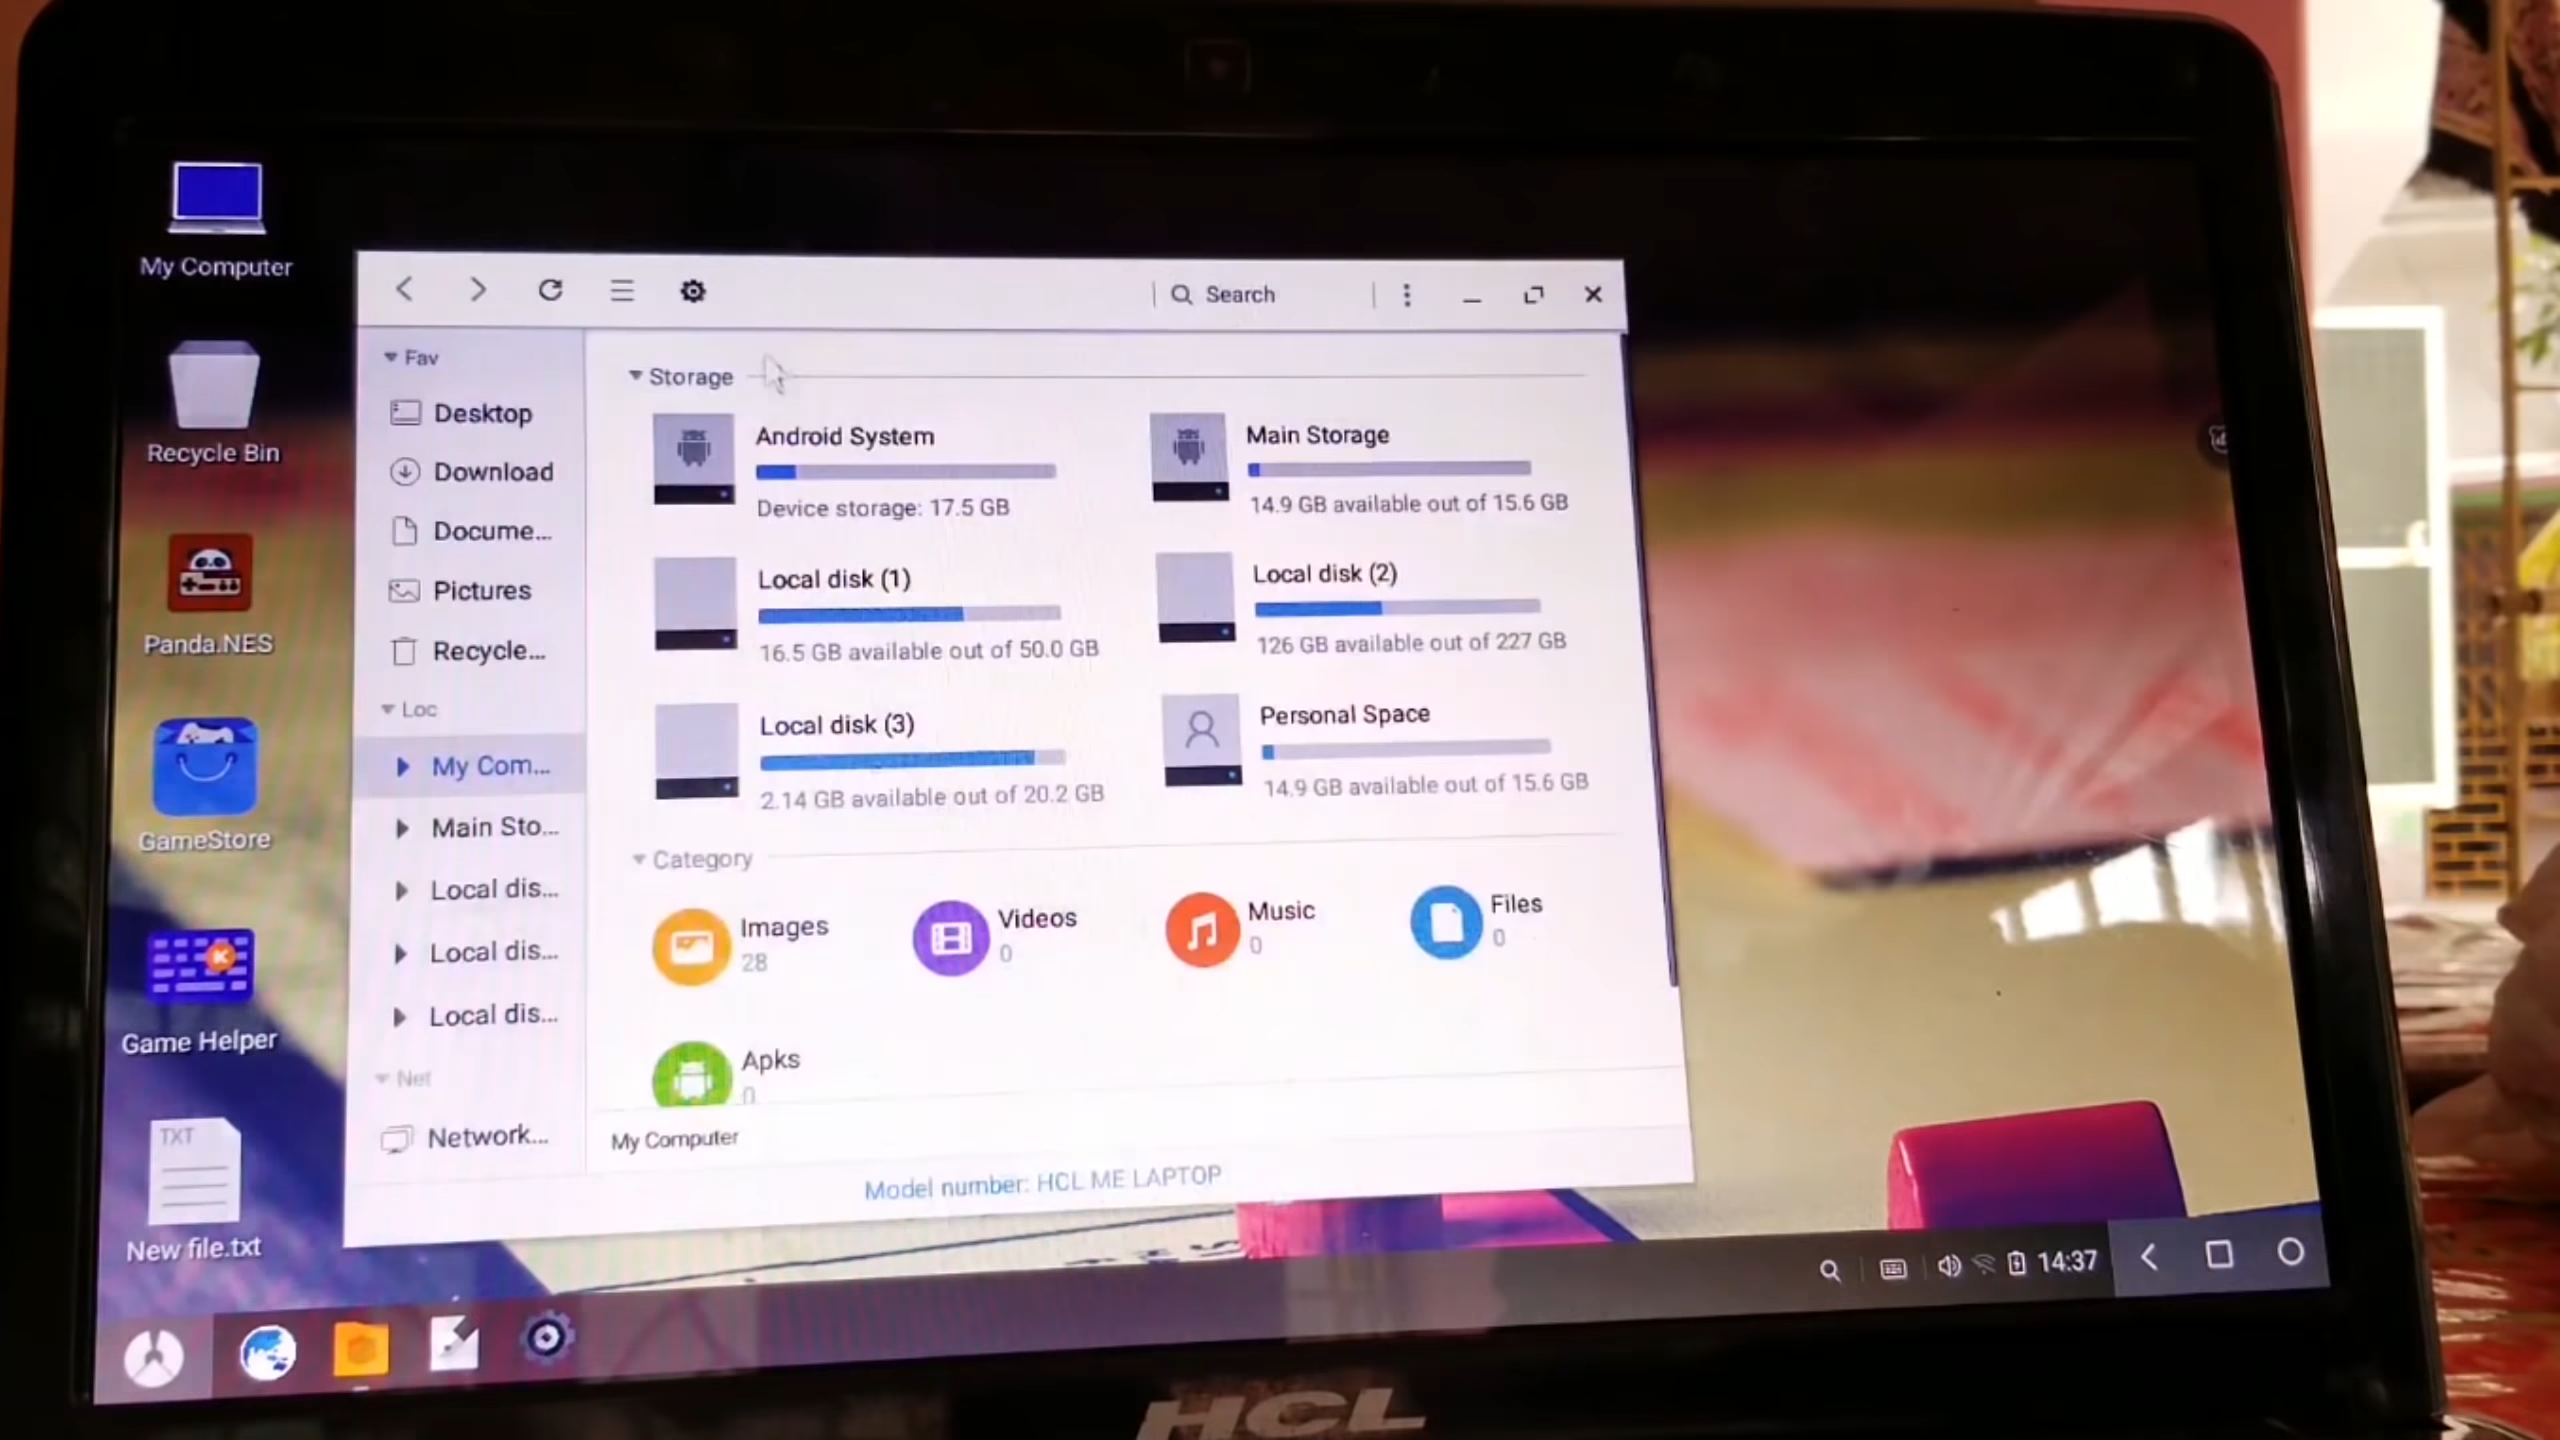 My Computer
Recycle Bin
Panda.NES
GameStore
Game Helper
TXT
New file.txt
Search
Fav
Desktop
Download
Docume...
Pictures
Recycle...
Loc
My Com...
Main Sto...
Local dis...
Local dis...
Local dis...
Net
Network...
Storage
Android System
Device storage: 17.5 GB
Main Storage
14.9 GB available out of 15.6 GB
Local disk (1)
16.5 GB available out of 50.0 GB
Local disk (2)
126 GB available out of 227 GB
Local disk (3)
2.14 GB available out of 20.2 GB
Personal Space
14.9 GB available out of 15.6 GB
Category
Images
28
Videos
0
Music
0
Files
0
Apks
0
My Computer
Model number: HCL ME LAPTOP
14:37
HCL